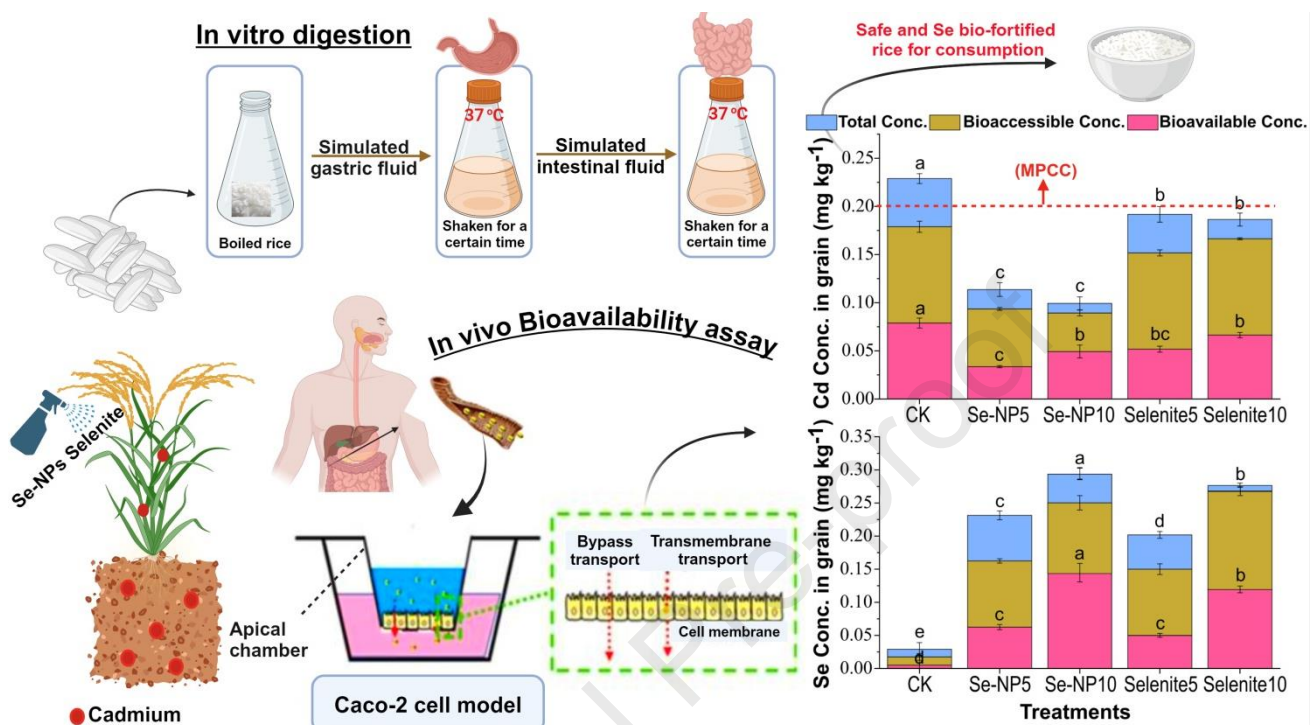 In vitro digestion
37 ºC
37 ºC
Simulated
gastric fluid
Simulated
intestinal fluid
Boiled rice
Shaken for a
certain time
Shaken for a
certain time
Safe and Se bio-fortified
rice for consumption
Total Conc.
Bioaccessible Conc.
Bioavailable Conc.
Cd Conc. in grain (mg kg⁻¹)
0.25
0.20
0.15
0.10
0.05
0.00
(MPCC)
a
a
c
c
c
b
b
bc
b
b
CK
Se-NP5
Se-NP10
Selenite5
Selenite10
Se Conc. in grain (mg kg⁻¹)
0.35
0.30
0.25
0.20
0.15
0.10
0.05
0.00
e
d
c
c
a
a
d
c
b
b
CK
Se-NP5
Se-NP10
Selenite5
Selenite10
Treatments
In vivo Bioavailability assay
Se-NPs Selenite
Cadmium
Apical
chamber
Caco-2 cell model
Bypass
transport
Transmembrane
transport
Cell membrane
l Pre-proof